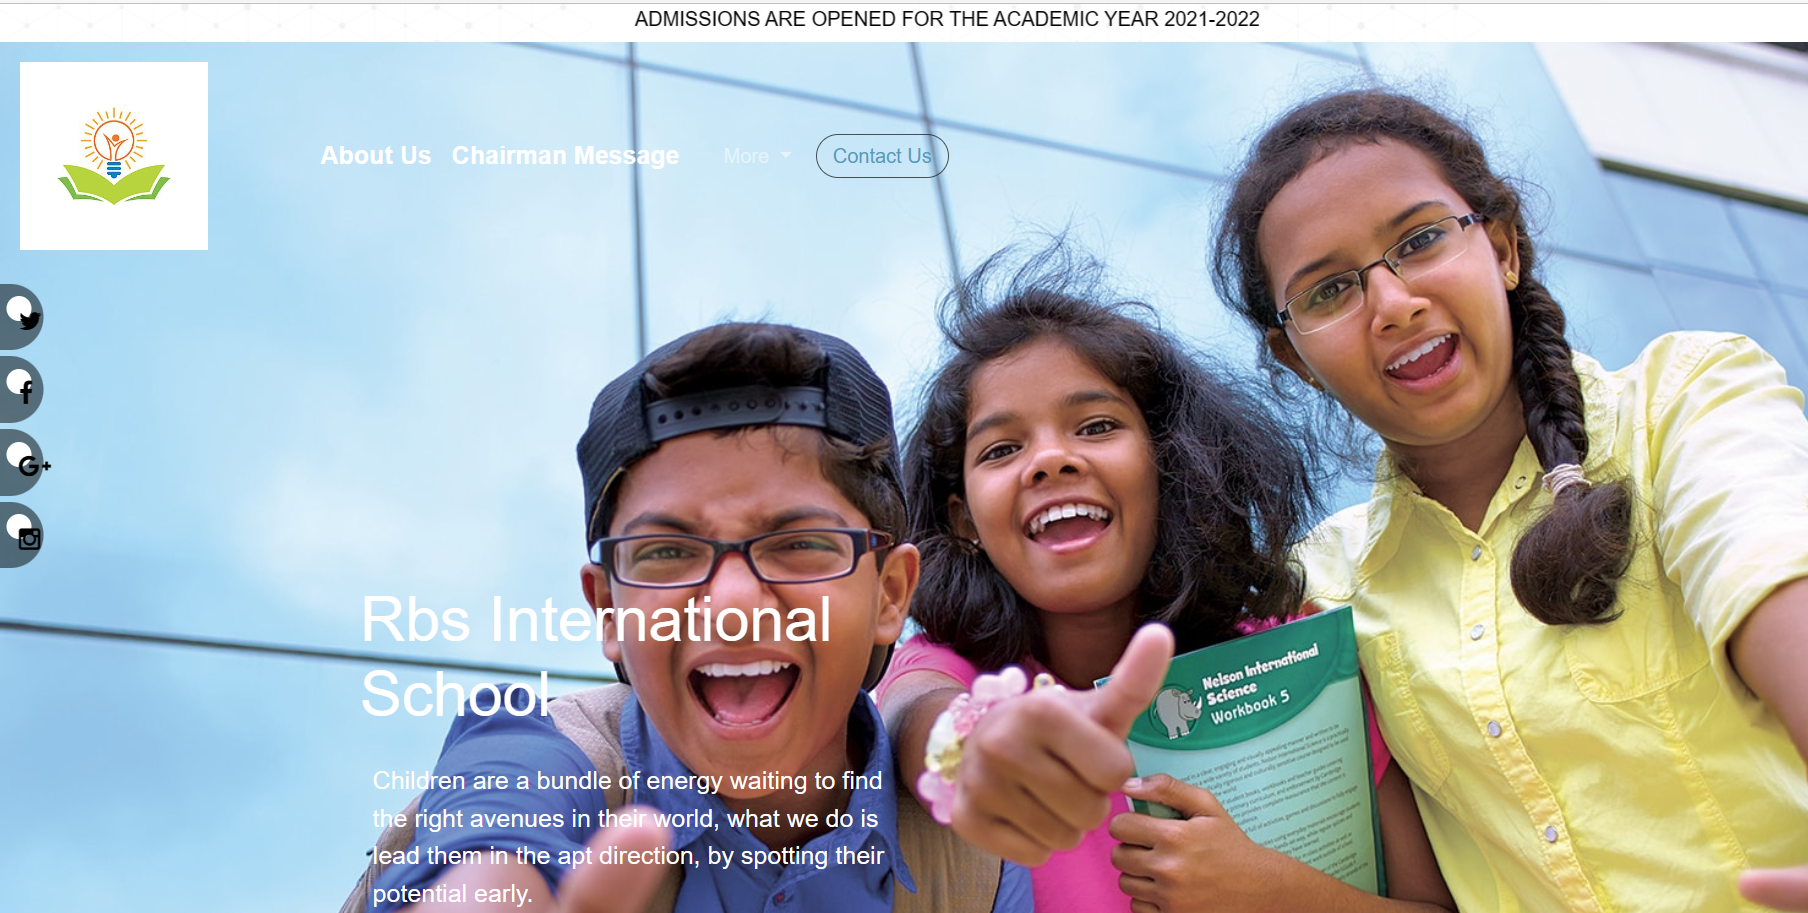 ADMISSIONS ARE OPENED FOR THE ACADEMIC YEAR 2021-2022
About Us Chairman Message More Contact Us
Rbs International
School
Children are a bundle of energy waiting to find
the right avenues in their world, what we do is
lead them in the apt direction, by spotting their
potential early.
Nelson International
Science
Workbook 5